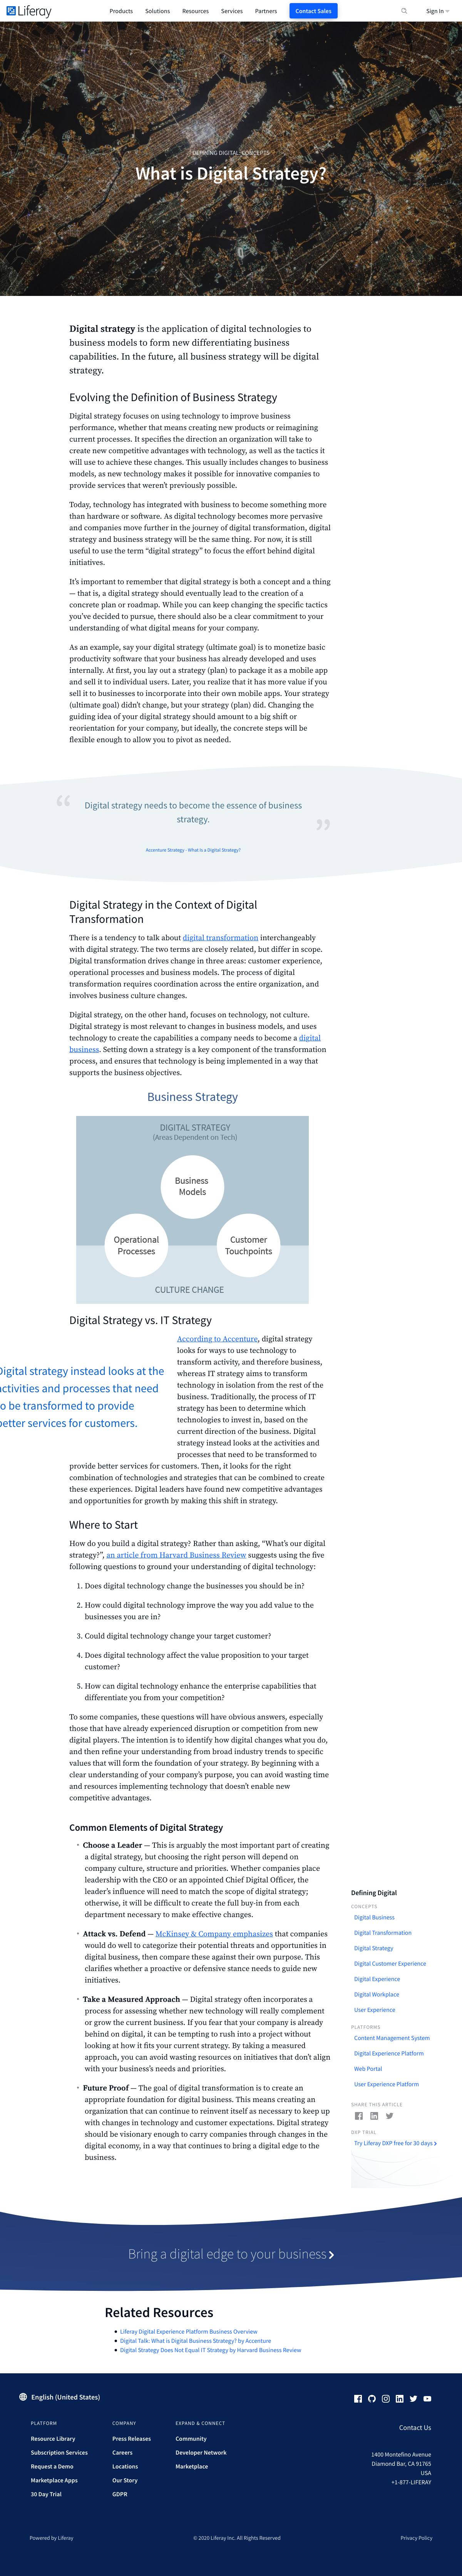 Liferay
Products Solutions Resources Services Partners Contact Sales Sign In
DEFINING DIGITAL: CONCEPTS
What is Digital Strategy?
Digital strategy is the application of digital technologies to
business models to form new differentiating business
capabilities. In the future, all business strategy will be digital
strategy.
Evolving the Definition of Business Strategy
Digital strategy focuses on using technology to improve business
performance, whether that means creating new products or reimagining
current processes. It specifies the direction an organization will take to
create new competitive advantages with technology, as well as the tactics it
will use to achieve these changes. This usually includes changes to business
models, as new technology makes it possible for innovative companies to
provide services that weren't previously possible.
Today, technology has integrated with business to become something more
than hardware or software. As digital technology becomes more pervasive
and companies move further in the journey of digital transformation, digital
strategy and business strategy will be the same thing. For now, it is still
useful to use the term “digital strategy” to focus the effort behind digital
initiatives.
It's important to remember that digital strategy is both a concept and a thing
— that is, a digital strategy should eventually lead to the creation of a
concrete plan or roadmap. While you can keep changing the specific tactics
you've decided to pursue, there should also be a clear commitment to your
understanding of what digital means for your company.
As an example, say your digital strategy (ultimate goal) is to monetize basic
productivity software that your business has already developed and uses
internally. At first, you lay out a strategy (plan) to package it as a mobile app
and sell it to individual users. Later, you realize that it has more value if you
sell it to businesses to incorporate into their own mobile apps. Your strategy
(ultimate goal) didn't change, but your strategy (plan) did. Changing the
guiding idea of your digital strategy should amount to a big shift or
reorientation for your company, but ideally, the concrete steps will be
flexible enough to allow you to pivot as needed.
“ Digital strategy needs to become the essence of business
strategy. ”
Accenture Strategy - What Is a Digital Strategy?
Digital Strategy in the Context of Digital
Transformation
There is a tendency to talk about digital transformation interchangeably
with digital strategy. The two terms are closely related, but differ in scope.
Digital transformation drives change in three areas: customer experience,
operational processes and business models. The process of digital
transformation requires coordination across the entire organization, and
involves business culture changes.
Digital strategy, on the other hand, focuses on technology, not culture.
Digital strategy is most relevant to changes in business models, and uses
technology to create the capabilities a company needs to become a digital
business. Setting down a strategy is a key component of the transformation
process, and ensures that technology is being implemented in a way that
supports the business objectives.
Business Strategy
DIGITAL STRATEGY
(Areas Dependent on Tech)
Business
Models
Operational
Processes
Customer
Touchpoints
CULTURE CHANGE
Digital Strategy vs. IT Strategy
Digital strategy instead looks at the
activities and processes that need
to be transformed to provide
better services for customers.
According to Accenture, digital strategy
looks for ways to use technology to
transform activity, and therefore business,
whereas IT strategy aims to transform
technology in isolation from the rest of the
business. Traditionally, the process of IT
strategy has been to determine which
technologies to invest in, based on the
current direction of the business. Digital
strategy instead looks at the activities and
processes that need to be transformed to
provide better services for customers. Then, it looks for the right
combination of technologies and strategies that can be combined to create
these experiences. Digital leaders have found new competitive advantages
and opportunities for growth by making this shift in strategy.
Where to Start
How do you build a digital strategy? Rather than asking, “What's our digital
strategy?”, an article from Harvard Business Review suggests using the five
following questions to ground your understanding of digital technology:
1. Does digital technology change the businesses you should be in?
2. How could digital technology improve the way you add value to the
businesses you are in?
3. Could digital technology change your target customer?
4. Does digital technology affect the value proposition to your target
customer?
5. How can digital technology enhance the enterprise capabilities that
differentiate you from your competition?
To some companies, these questions will have obvious answers, especially
those that have already experienced disruption or competition from new
digital players. The intention is to identify how digital changes what you do,
and then refine your understanding from broad industry trends to specific
values that will form the foundation of your strategy. By beginning with a
clear understanding of your company's purpose, you can avoid wasting time
and resources implementing technology that doesn't enable new
competitive advantages.
Common Elements of Digital Strategy
• Choose a Leader — This is arguably the most important part of creating
a digital strategy, but choosing the right person will depend on
company culture, structure and priorities. Whether companies place
leadership with the CEO or an appointed Chief Digital Officer, the
leader's influence will need to match the scope of digital strategy;
otherwise, it will be difficult to create the full buy-in from each
department necessary to make effective changes.
• Attack vs. Defend — McKinsey & Company emphasizes that companies
would do well to categorize their potential threats and opportunities in
digital business, then compare these against their own purpose. This
clarifies whether a proactive or defensive stance needs to guide new
initiatives.
• Take a Measured Approach — Digital strategy often incorporates a
process for assessing whether new technology will really complement
or grow the current business. If you fear that you're already running
behind on digital, it can be tempting to rush into a digital strategy
without looking at how it fits into your long-term goals. By taking a
measured approach, you can avoid wasting resources on initiatives that don't align
with your business's needs and priorities.
• Future Proof — The goal of digital transformation is to create an
appropriate foundation for digital business. This means creating an
organization that can continue to reinvent itself, as needed, to keep up
with changes in technology and customer expectations. Digital strategy
should be visionary enough to carry companies through stages in the
digital economy, in a way that continues to bring a digital edge to the
business.
Defining Digital
CONCEPTS
Digital Business
Digital Transformation
Digital Strategy
Digital Customer Experience
Digital Experience
Digital Workplace
User Experience
PLATFORMS
Content Management System
Digital Experience Platform
Web Portal
User Experience Platform
SHARE THIS ARTICLE
DXP TRIAL
Try Liferay DXP free for 30 days
Bring a digital edge to your business
Related Resources
• Liferay Digital Experience Platform Business Overview
• Digital Talk: What is Digital Business Strategy? by Accenture
• Digital Strategy Does Not Equal IT Strategy by Harvard Business Review
English (United States)
PLATFORM
Resource Library
Subscription Services
Request a Demo
Marketplace Apps
30 Day Trial
COMPANY
Press Releases
Careers
Locations
Our Story
GDPR
EXPAND & CONNECT
Community
Developer Network
Marketplace
Contact Us
1400 Montefino Avenue
Diamond Bar, CA 91765
USA
+1-877-LIFERAY
Powered by Liferay
© 2020 Liferay Inc. All Rights Reserved
Privacy Policy